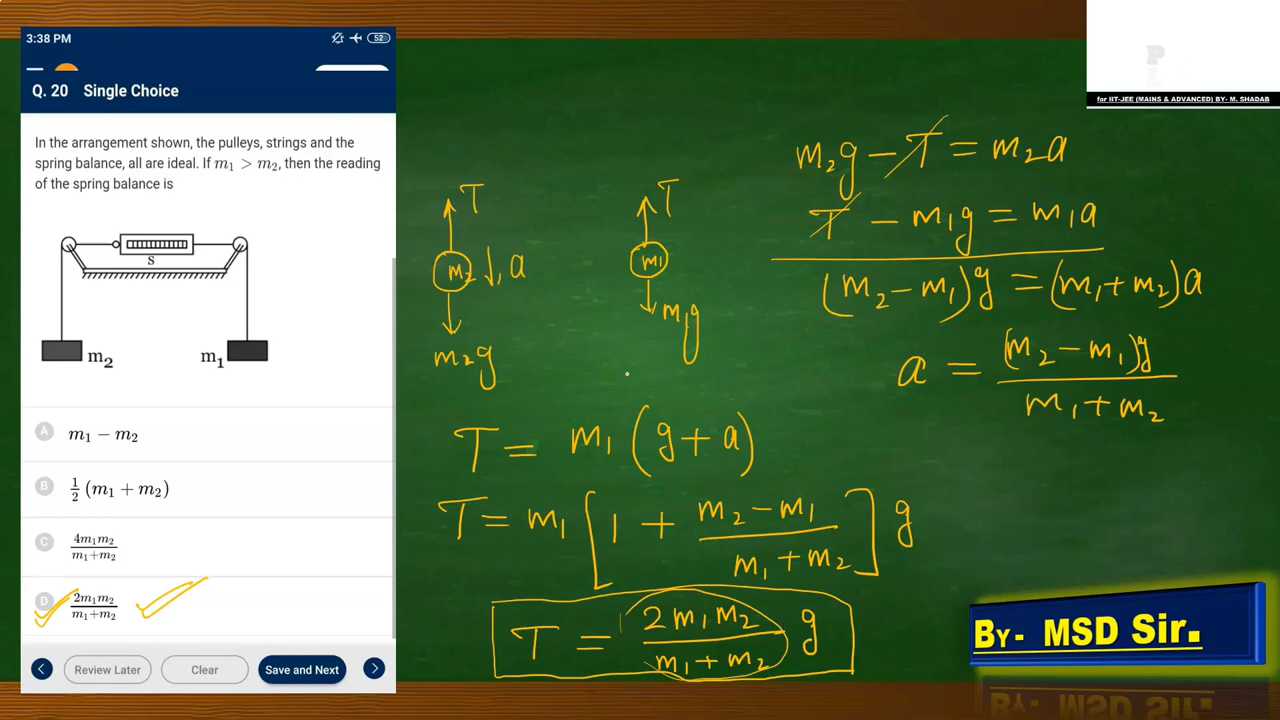 3:38 PM
52
Q. 20 Single Choice
In the arrangement shown, the pulleys, strings and the
spring balance, all are ideal. If m₁ > m₂, then the reading
of the spring balance is
S
m₂
m₁
A m₁ − m₂
B 1/2 (m₁ + m₂)
C 4m₁m₂/(m₁+m₂)
D 2m₁m₂/(m₁+m₂)
Review Later Clear Save and Next
T
m₂ ↓, a
m₂g
T
m₁
m₁g
T = m₁ (g + a)
T = m₁ [1 + (m₂ − m₁)/(m₁ + m₂)] g
T = 2m₁m₂/(m₁ + m₂) g
m₂g − T = m₂a
T − m₁g = m₁a
(m₂ − m₁)g = (m₁ + m₂)a
a = (m₂ − m₁)g/(m₁ + m₂)
for IIT-JEE (MAINS & ADVANCED) BY- M. SHADAB
BY- MSD Sir.